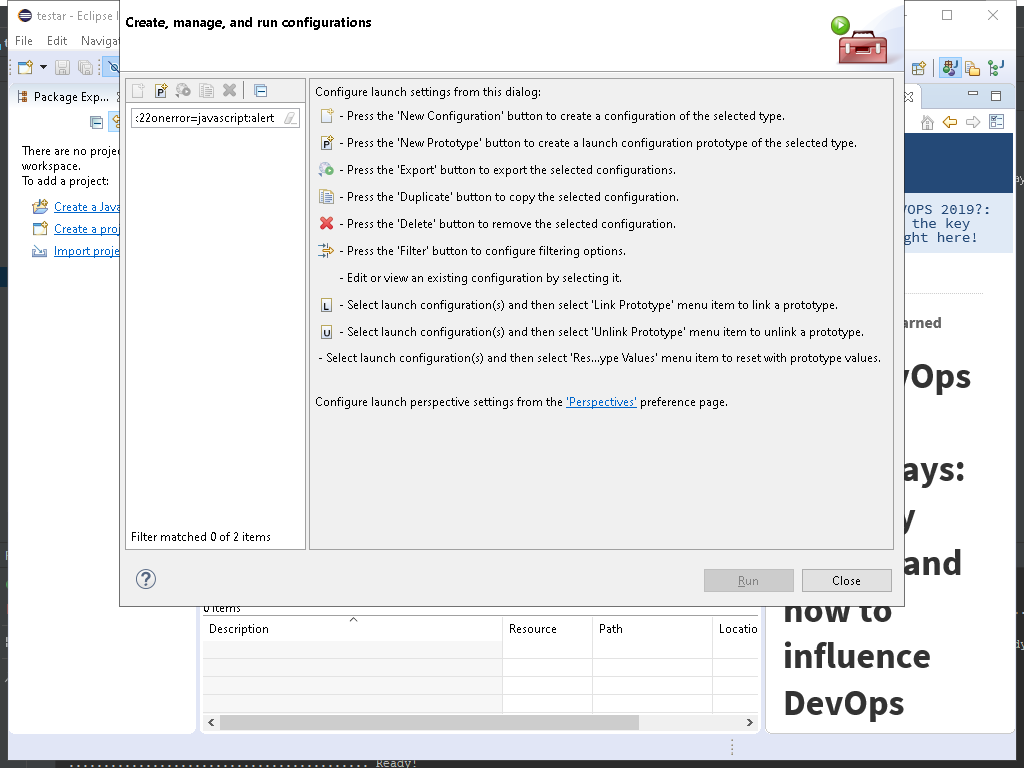 testar - Eclipse I
File Edit Navigat
Package Exp...
There are no proje
workspace.
To add a project:
Create a Java
Create a proj
Import proje
Create, manage, and run configurations
:22onerror=javascript:alert
Filter matched 0 of 2 items
Configure launch settings from this dialog:
- Press the 'New Configuration' button to create a configuration of the selected type.
- Press the 'New Prototype' button to create a launch configuration prototype of the selected type.
- Press the 'Export' button to export the selected configurations.
- Press the 'Duplicate' button to copy the selected configuration.
- Press the 'Delete' button to remove the selected configuration.
- Press the 'Filter' button to configure filtering options.
- Edit or view an existing configuration by selecting it.
L - Select launch configuration(s) and then select 'Link Prototype' menu item to link a prototype.
U - Select launch configuration(s) and then select 'Unlink Prototype' menu item to unlink a prototype.
- Select launch configuration(s) and then select 'Res...ype Values' menu item to reset with prototype values.
Configure launch perspective settings from the 'Perspectives' preference page.
Run
Close
VOPS 2019?:
the key
ght here!
arned
vOps
ays:
y
and
how to
influence
DevOps
0 items
Description Resource Path Locatio
Ready!